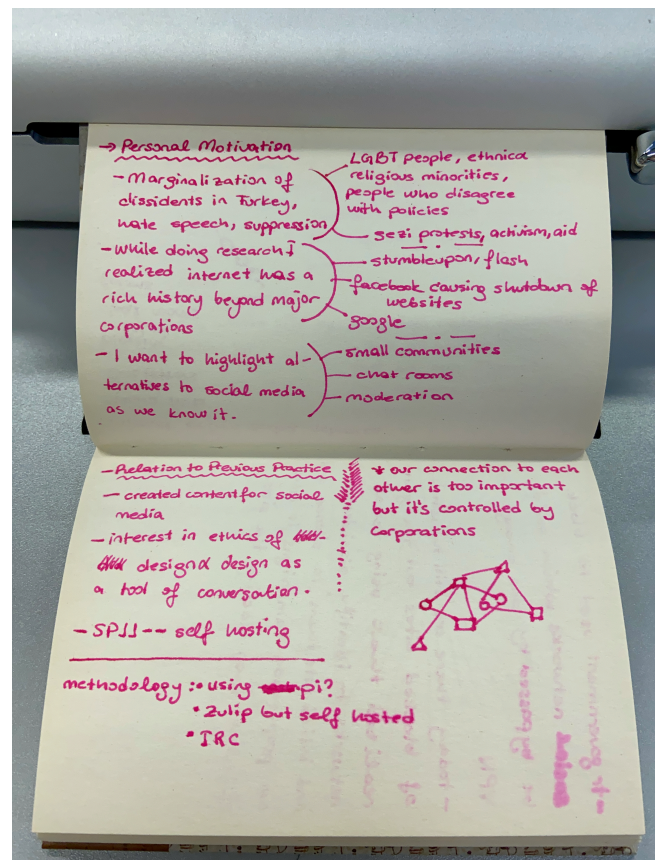 → Personal Motivation
- Marginalization of
dissidents in Turkey,
hate speech, suppression
LGBT people, ethnical
religious minorities,
people who disagree
with policies
gezi protests, activism, aid
- While doing research I
realized internet has a
rich history beyond major
corporations
stumbleupon, flash
facebook causing shutdown of
websites
google
- I want to highlight al-
ternatives to social media
as we know it.
small communities
chat rooms
moderation
- Relation to Previous Practice
- created content for social
media
- interest in ethics of
design & design as
a tool of conversation.
- SP11 -- self hosting
* our connection to each
other is too important
but it's controlled by
corporations
methodology : • using pi?
• Zulip but self hosted
• IRC